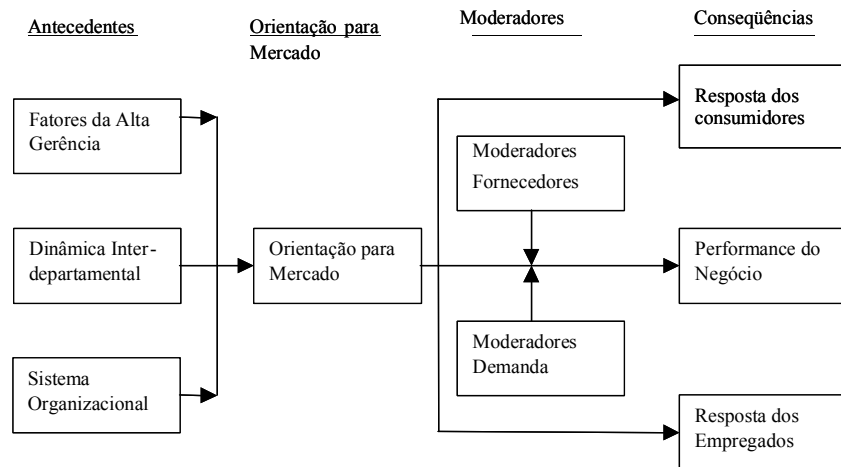 Antecedentes
Orientação para
Mercado
Moderadores
Conseqüências
Fatores da Alta
Gerência
Dinâmica Inter-
departamental
Sistema
Organizacional
Orientação para
Mercado
Moderadores
Fornecedores
Moderadores
Demanda
Resposta dos
consumidores
Performance do
Negócio
Resposta dos
Empregados